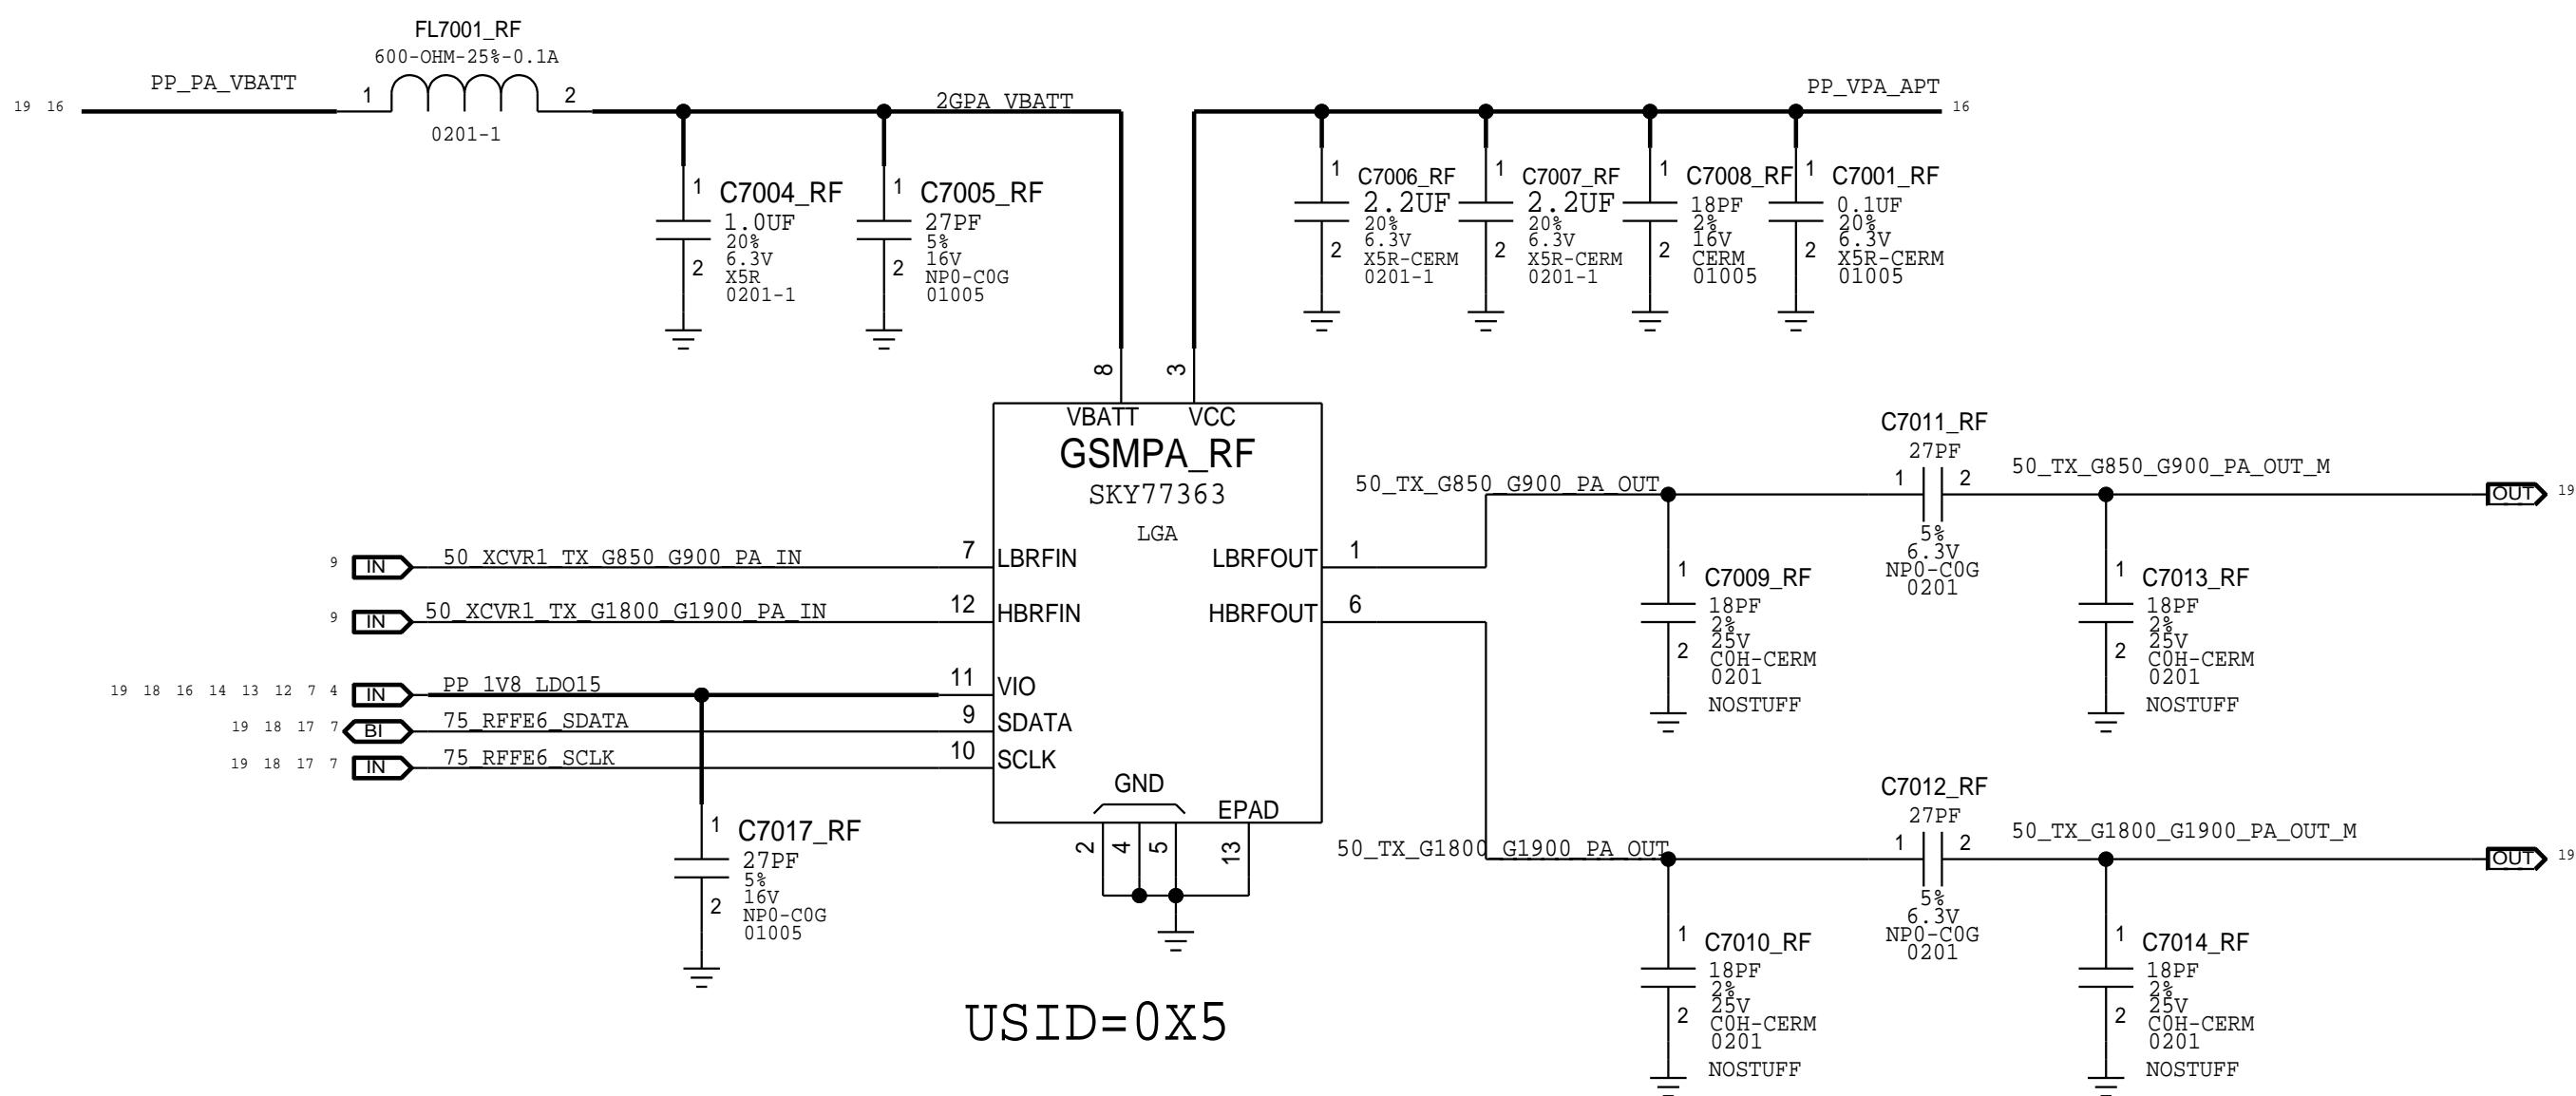 FL7001_RF
600-OHM-25%-0.1A
PP_PA_VBATT
1
2
0201-1
19 16
2GPA_VBATT
PP_VPA_APT
16
1
C7004_RF
1.0UF
20%
6.3V
2
X5R
0201-1
1
C7005_RF
27PF
5%
16V
2
NP0-C0G
01005
1
C7006_RF
2.2UF
20%
6.3V
2
X5R-CERM
0201-1
1
C7007_RF
2.2UF
20%
6.3V
2
X5R-CERM
0201-1
1
C7008_RF
18PF
2%
16V
2
CERM
01005
1
C7001_RF
0.1UF
20%
6.3V
2
X5R-CERM
01005
8
3
VBATT
VCC
GSMPA_RF
SKY77363
LGA
9
IN
50_XCVR1_TX_G850_G900_PA_IN
7
LBRFIN
9
IN
50_XCVR1_TX_G1800_G1900_PA_IN
12
HBRFIN
19 18 16 14 13 12 7 4
IN
PP_1V8_LDO15
11
VIO
19 18 17 7
BI
75_RFFE6_SDATA
9
SDATA
19 18 17 7
IN
75_RFFE6_SCLK
10
SCLK
LBRFOUT
1
HBRFOUT
6
GND
EPAD
2
4
5
13
1
C7017_RF
27PF
5%
16V
2
NP0-C0G
01005
50_TX_G850_G900_PA_OUT
C7011_RF
27PF
1
2
5%
6.3V
NP0-C0G
0201
50_TX_G850_G900_PA_OUT_M
OUT
19
1
C7009_RF
18PF
2%
25V
2
C0H-CERM
0201
NOSTUFF
1
C7013_RF
18PF
2%
25V
2
C0H-CERM
0201
NOSTUFF
50_TX_G1800_G1900_PA_OUT
C7012_RF
27PF
1
2
5%
6.3V
NP0-C0G
0201
50_TX_G1800_G1900_PA_OUT_M
OUT
19
1
C7010_RF
18PF
2%
25V
2
C0H-CERM
0201
NOSTUFF
1
C7014_RF
18PF
2%
25V
2
C0H-CERM
0201
NOSTUFF
USID=0X5